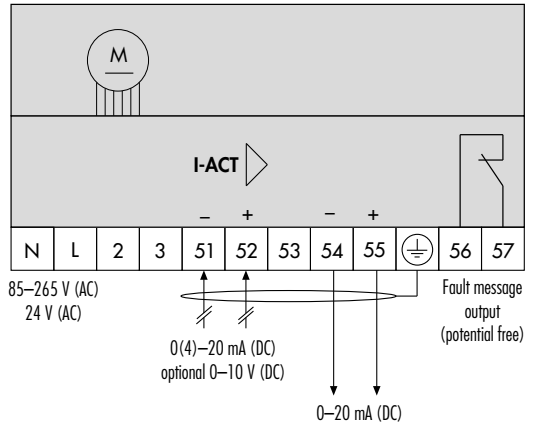 M
I-ACT
– + – +
N L 2 3 51 52 53 54 55 56 57
85–265 V (AC)
24 V (AC)
Fault message
output
(potential free)
0(4)–20 mA (DC)
optional 0–10 V (DC)
0–20 mA (DC)